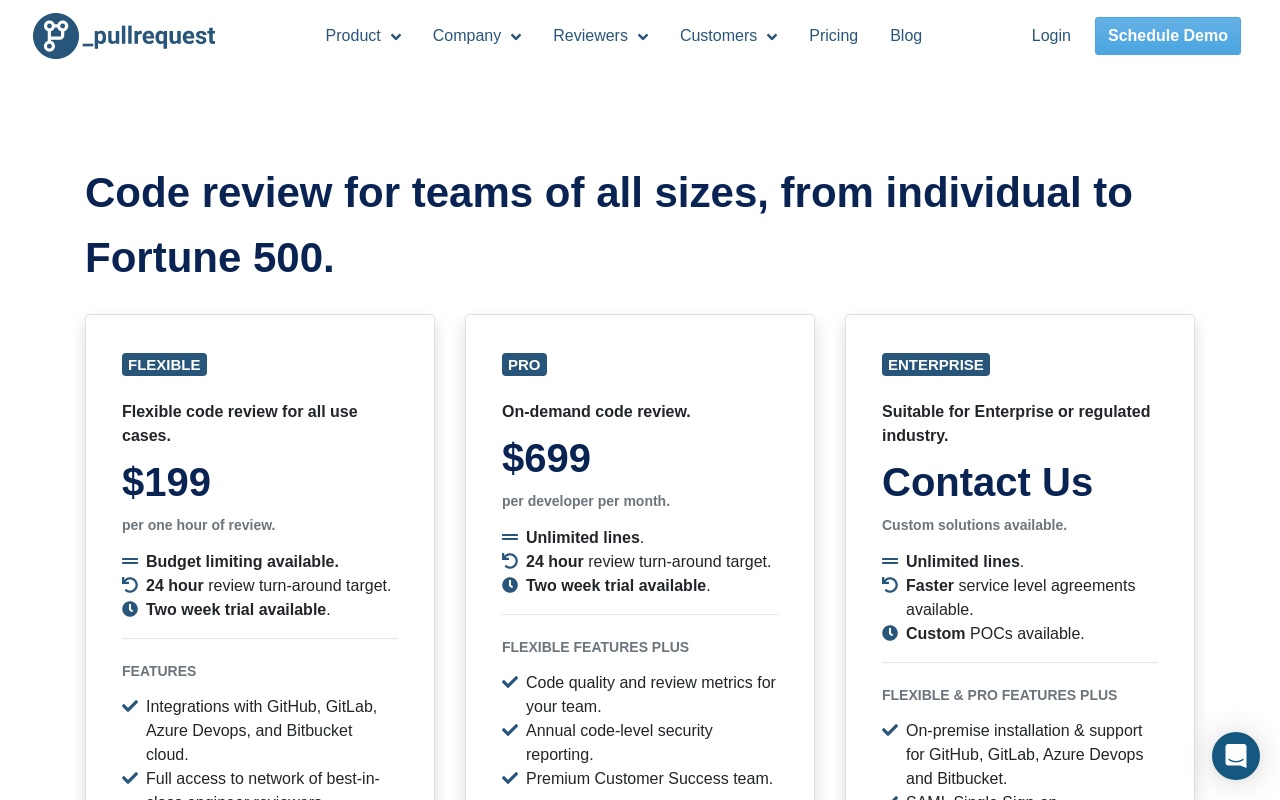 _pullrequest
Product
Company
Reviewers
Customers
Pricing
Blog
Login
Schedule Demo
Code review for teams of all sizes, from individual to
Fortune 500.
FLEXIBLE
Flexible code review for all use
cases.
$199
per one hour of review.
Budget limiting available.
24 hour review turn-around target.
Two week trial available.
FEATURES
Integrations with GitHub, GitLab,
Azure Devops, and Bitbucket
cloud.
Full access to network of best-in-
class engineer reviewers
PRO
On-demand code review.
$699
per developer per month.
Unlimited lines.
24 hour review turn-around target.
Two week trial available.
FLEXIBLE FEATURES PLUS
Code quality and review metrics for
your team.
Annual code-level security
reporting.
Premium Customer Success team.
ENTERPRISE
Suitable for Enterprise or regulated
industry.
Contact Us
Custom solutions available.
Unlimited lines.
Faster service level agreements
available.
Custom POCs available.
FLEXIBLE & PRO FEATURES PLUS
On-premise installation & support
for GitHub, GitLab, Azure Devops
and Bitbucket.
SAML Single Sign-on